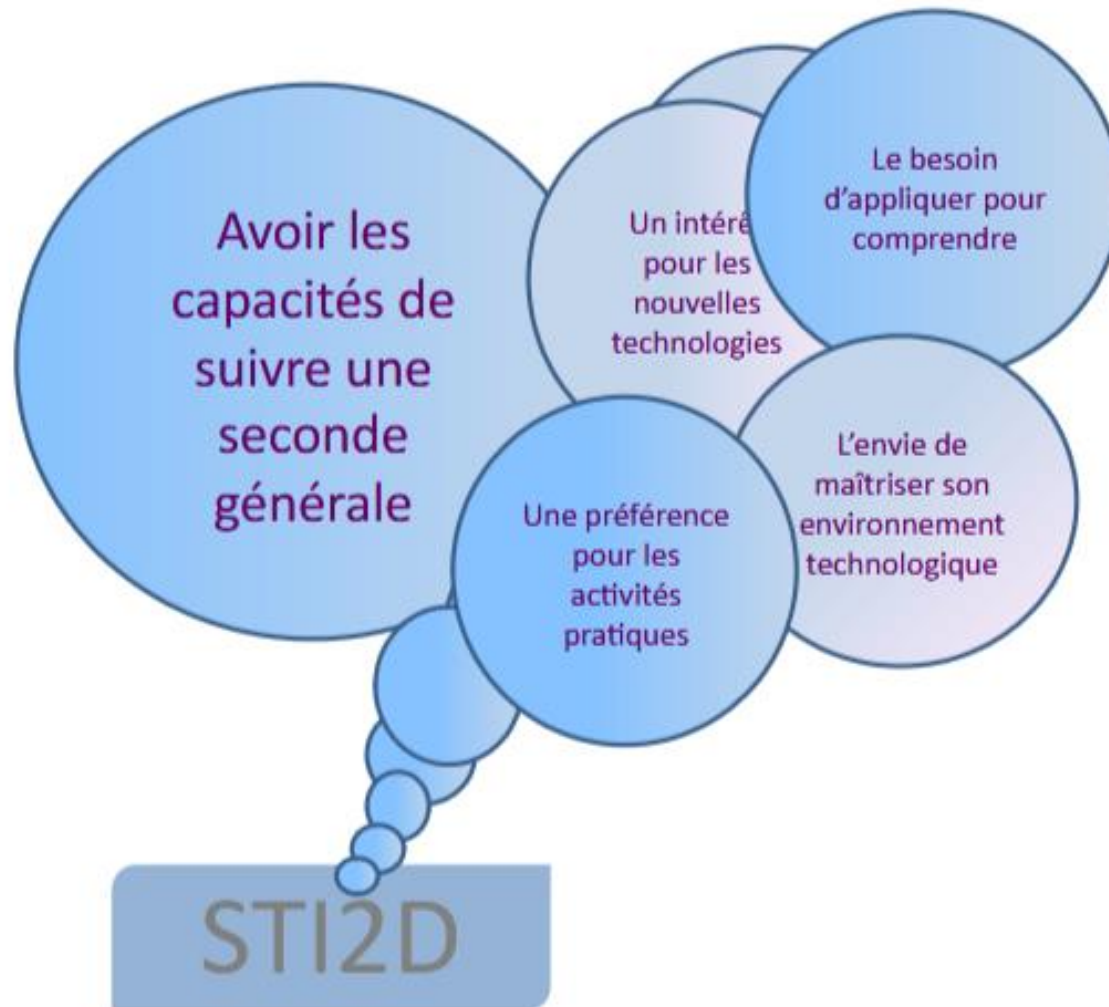 Avoir les
capacités de
suivre une
seconde
générale
Un intérê
pour les
nouvelles
technologies
Le besoin
d'appliquer pour
comprendre
L'envie de
maîtriser son
environnement
technologique
Une préférence
pour les
activités
pratiques
STI2D